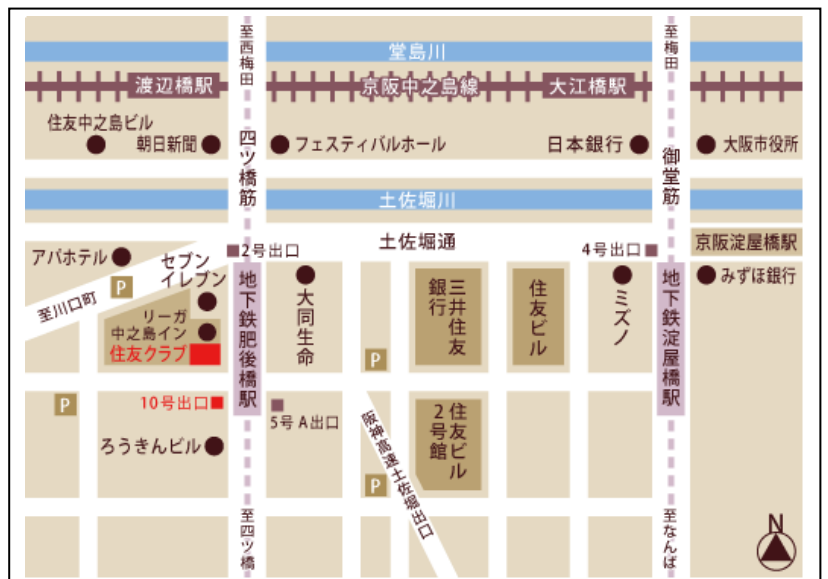 至西梅田
至梅田
堂島川
渡辺橋駅
京阪中之島線
大江橋駅
住友中之島ビル
朝日新聞
四ツ橋筋
フェスティバルホール
日本銀行
御堂筋
大阪市役所
土佐堀川
アパホテル
セブン
イレブン
2号出口
土佐堀通
4号出口
京阪淀屋橋駅
P
至川口町
リーガ
中之島イン
住友クラブ
地下鉄肥後橋駅
大同生命
P
三井住友
銀行
住友ビル
ミズノ
地下鉄淀屋橋駅
みずほ銀行
P
10号出口
5号A出口
ろうきんビル
阪神高速土佐堀出口
P
住友ビル
2号館
至四ツ橋
至なんば
N